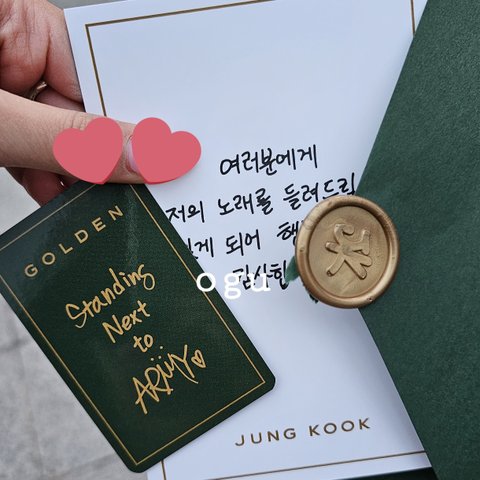 여러분에게
저의 노래를 들려드릴
게 되어
ogu
JUNG KOOK
GOLDEN
Standing
Next
to
ARMY♡